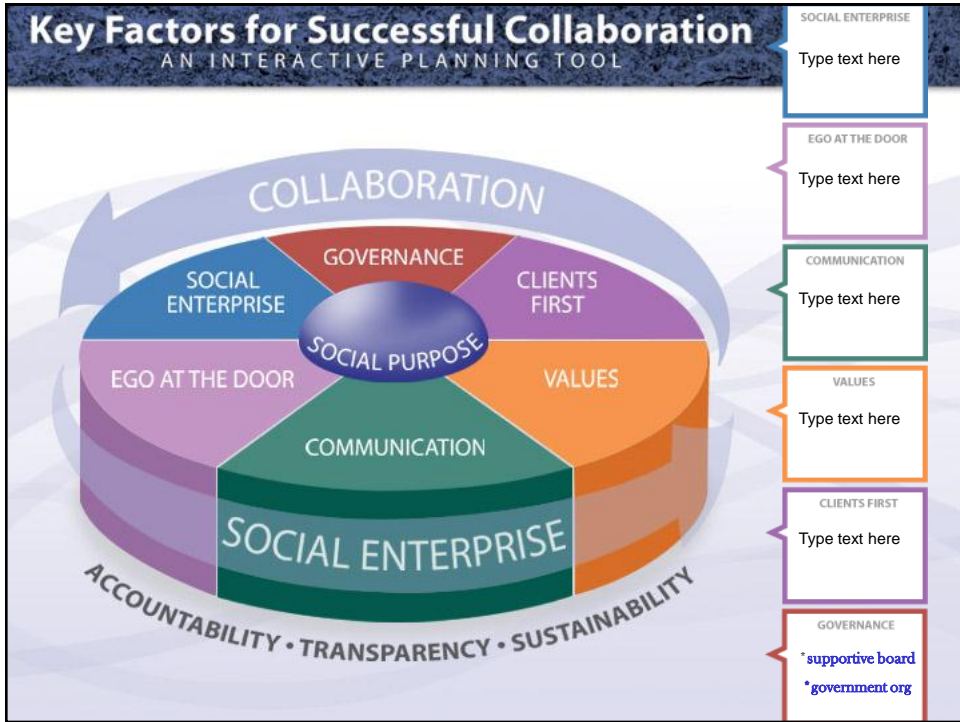 Key Factors for Successful Collaboration
AN INTERACTIVE PLANNING TOOL
COLLABORATION
GOVERNANCE
SOCIAL
ENTERPRISE
CLIENTS
FIRST
SOCIAL PURPOSE
EGO AT THE DOOR
VALUES
COMMUNICATION
SOCIAL ENTERPRISE
ACCOUNTABILITY • TRANSPARENCY • SUSTAINABILITY
SOCIAL ENTERPRISE
Type text here
EGO AT THE DOOR
Type text here
COMMUNICATION
Type text here
VALUES
Type text here
CLIENTS FIRST
Type text here
GOVERNANCE
*supportive board
*government org